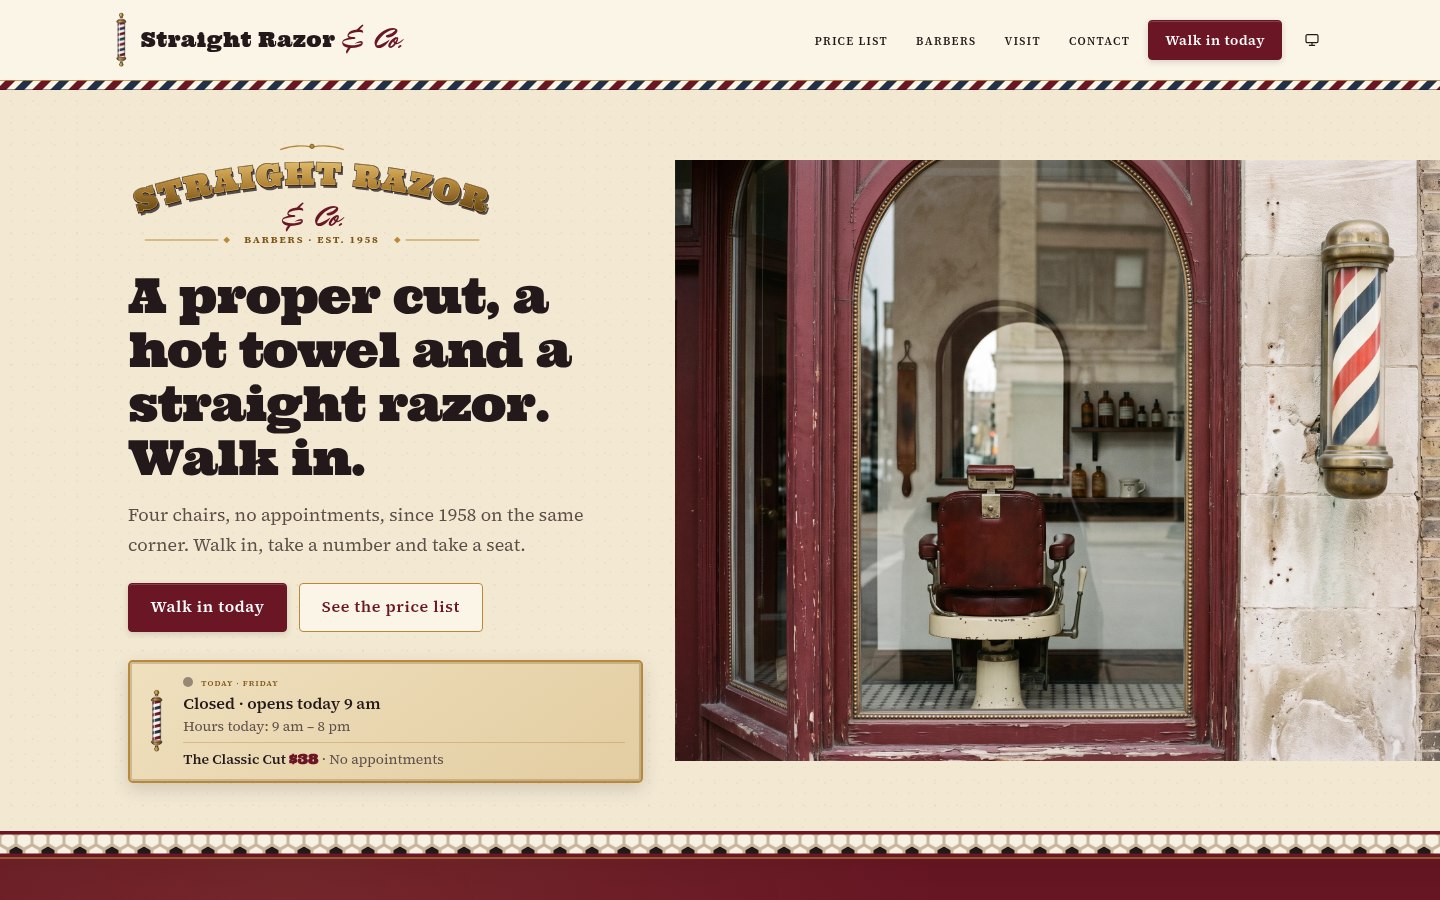 Straight Razor & Co.
PRICE LIST
BARBERS
VISIT
CONTACT
Walk in today
STRAIGHT RAZOR
& Co.
BARBERS · EST. 1958
A proper cut, a
hot towel and a
straight razor.
Walk in.
Four chairs, no appointments, since 1958 on the same
corner. Walk in, take a number and take a seat.
Walk in today
See the price list
TODAY · FRIDAY
Closed · opens today 9 am
Hours today: 9 am – 8 pm
The Classic Cut $38 · No appointments